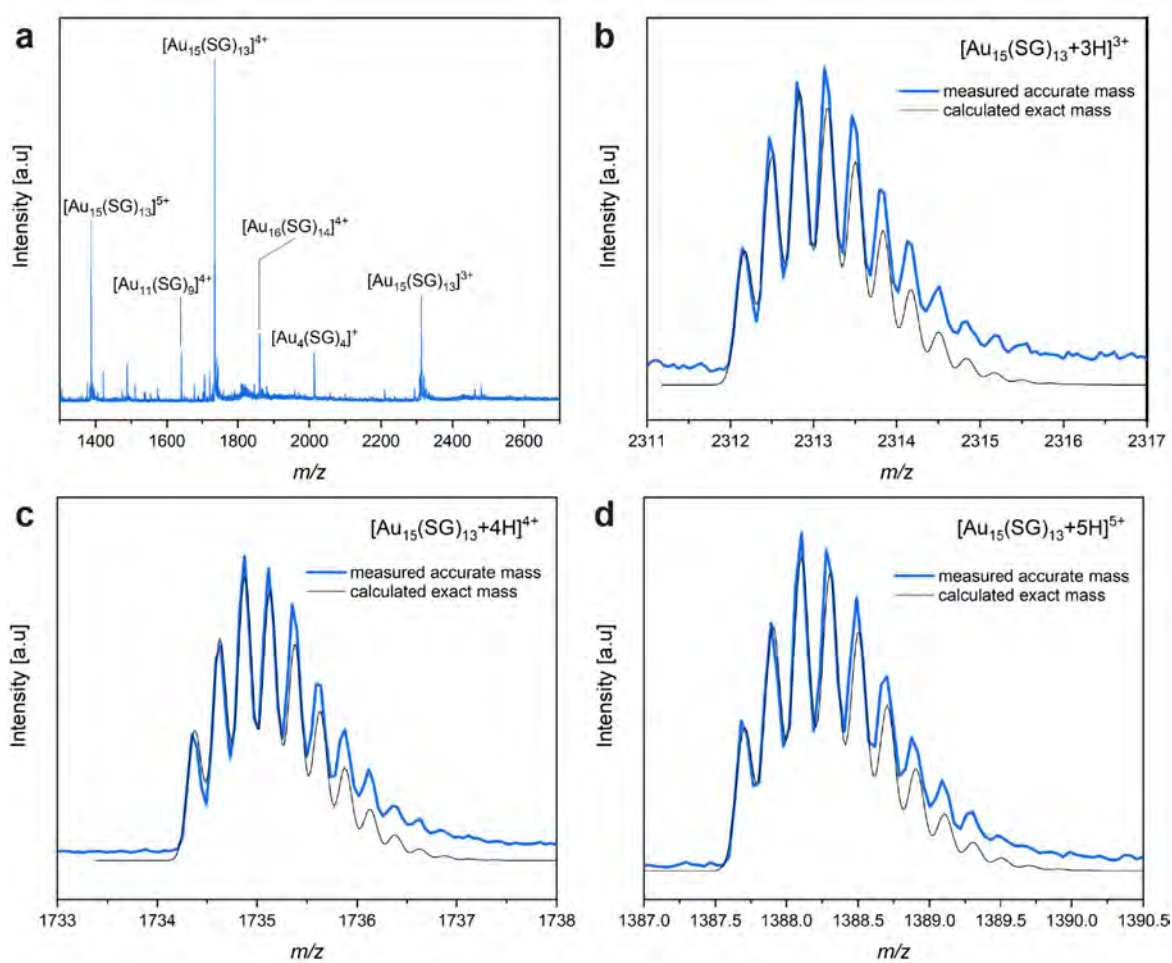 a
[Au₁₅(SG)₁₃]⁴⁺
[Au₁₅(SG)₁₃]⁵⁺
[Au₁₆(SG)₁₄]⁴⁺
[Au₁₁(SG)₉]⁴⁺
[Au₁₅(SG)₁₃]³⁺
[Au₄(SG)₄]⁺
Intensity [a.u]
1400 1600 1800 2000 2200 2400 2600
m/z
b
[Au₁₅(SG)₁₃+3H]³⁺
measured accurate mass
calculated exact mass
Intensity [a.u]
2311 2312 2313 2314 2315 2316 2317
m/z
c
[Au₁₅(SG)₁₃+4H]⁴⁺
measured accurate mass
calculated exact mass
Intensity [a.u]
1733 1734 1735 1736 1737 1738
m/z
d
[Au₁₅(SG)₁₃+5H]⁵⁺
measured accurate mass
calculated exact mass
Intensity [a.u]
1387.0 1387.5 1388.0 1388.5 1389.0 1389.5 1390.0 1390.5
m/z